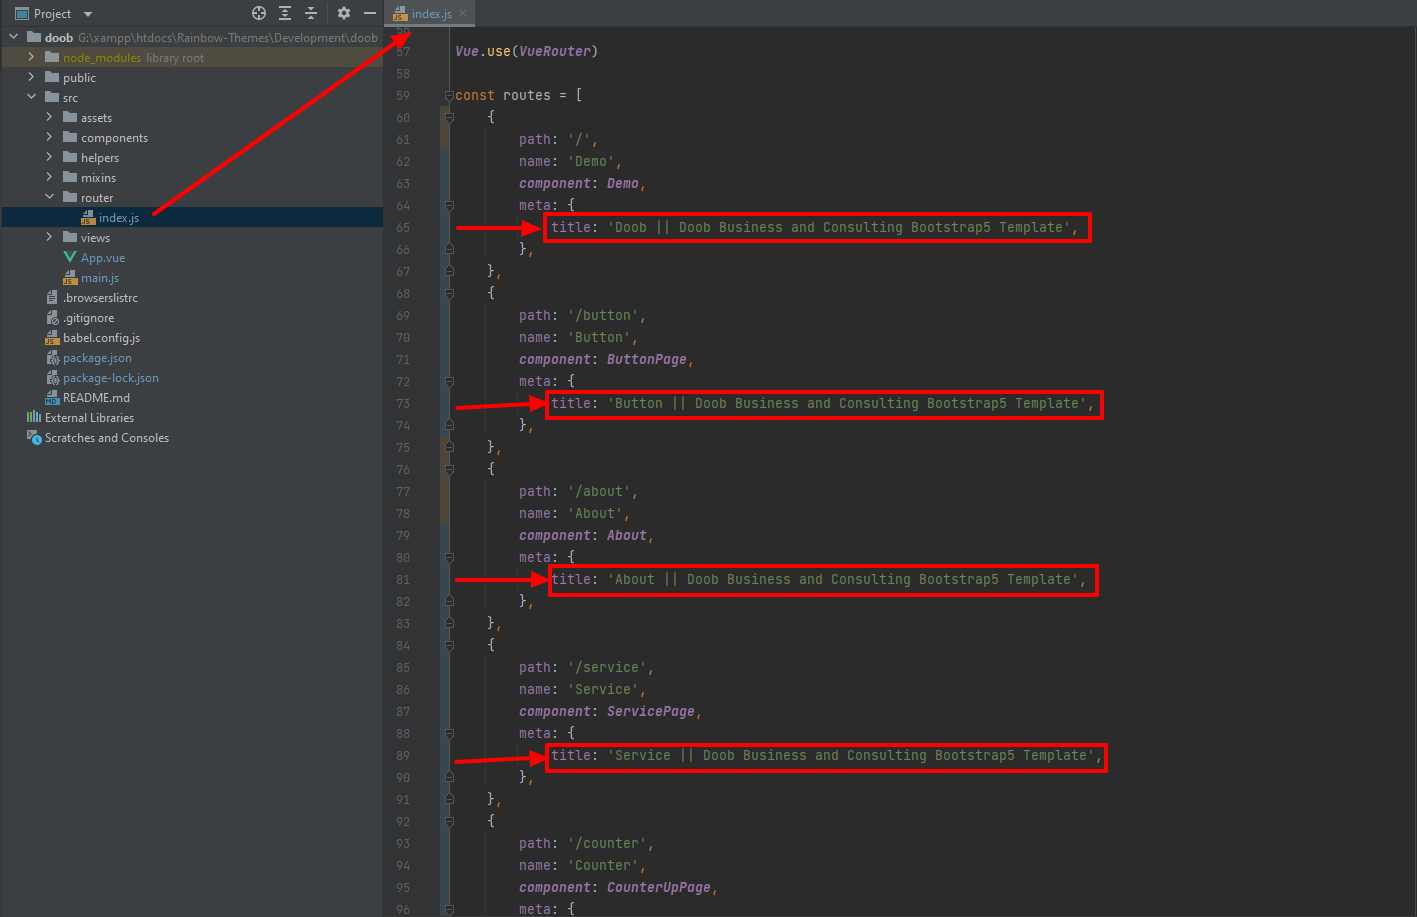 Project
doob G:\xampp\htdocs\Rainbow-Themes\Development\doob
node_modules library root
public
src
assets
components
helpers
mixins
router
index.js
views
App.vue
main.js
.browserslistrc
.gitignore
babel.config.js
package.json
package-lock.json
README.md
External Libraries
Scratches and Consoles
index.js
56
57 Vue.use(VueRouter)
58
59 const routes = [
60 {
61 path: '/',
62 name: 'Demo',
63 component: Demo,
64 meta: {
65 title: 'Doob || Doob Business and Consulting Bootstrap5 Template',
66 },
67 },
68 {
69 path: '/button',
70 name: 'Button',
71 component: ButtonPage,
72 meta: {
73 title: 'Button || Doob Business and Consulting Bootstrap5 Template',
74 },
75 },
76 {
77 path: '/about',
78 name: 'About',
79 component: About,
80 meta: {
81 title: 'About || Doob Business and Consulting Bootstrap5 Template',
82 },
83 },
84 {
85 path: '/service',
86 name: 'Service',
87 component: ServicePage,
88 meta: {
89 title: 'Service || Doob Business and Consulting Bootstrap5 Template',
90 },
91 },
92 {
93 path: '/counter',
94 name: 'Counter',
95 component: CounterUpPage,
96 meta: {